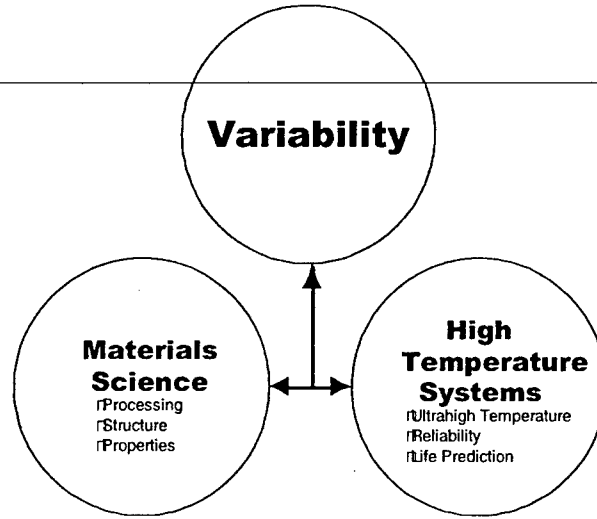 Variability
Materials
Science
Processing
Structure
Properties
High
Temperature
Systems
Ultrahigh Temperature
Reliability
Life Prediction